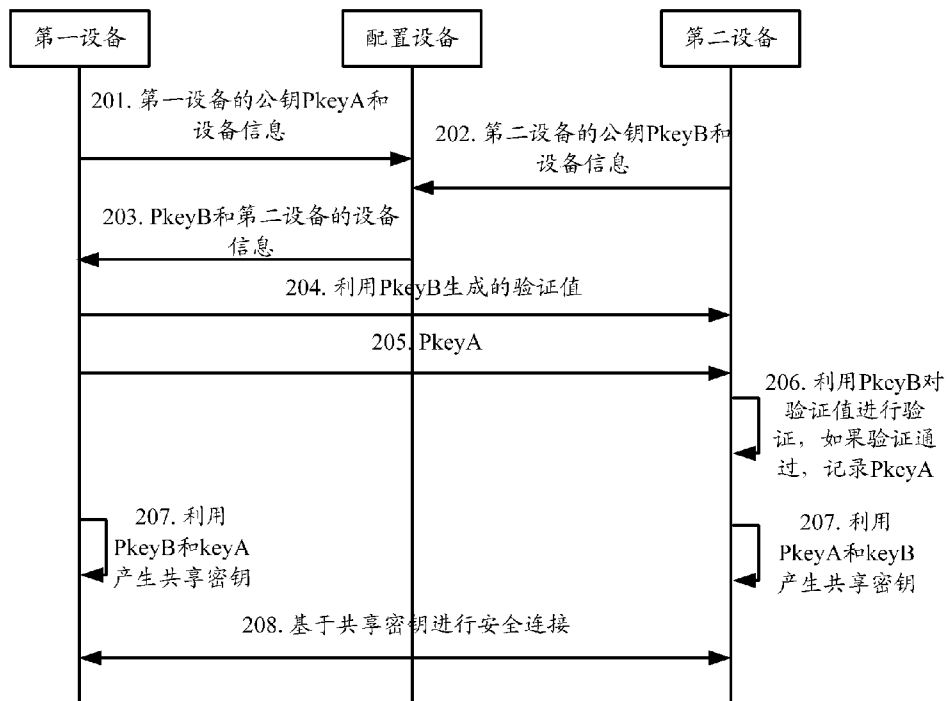 第一设备
配置设备
第二设备
201. 第一设备的公钥PkeyA和
设备信息
202. 第二设备的公钥PkeyB和
设备信息
203. PkeyB和第二设备的设备
信息
204. 利用PkeyB生成的验证值
205. PkeyA
206. 利用PkeyB对
验证值进行验
证，如果验证通
过，记录PkeyA
207. 利用
PkeyB和keyA
产生共享密钥
207. 利用
PkeyA和keyB
产生共享密钥
208. 基于共享密钥进行安全连接